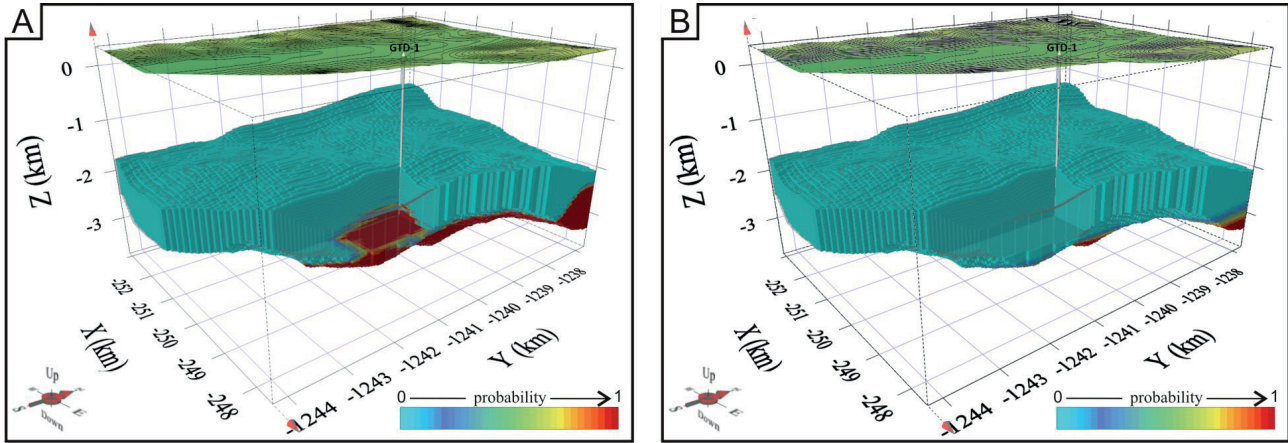 A
GTD-1
0
-1
-2
-3
Z (km)
-252
-251
-250
-249
-248
X (km)
-1244
-1243
-1242
-1241
-1240
-1239
-1238
Y (km)
Up
Down
S
E
0 probability 1
B
GTD-1
0
-1
-2
-3
Z (km)
-252
-251
-250
-249
-248
X (km)
-1244
-1243
-1242
-1241
-1240
-1239
-1238
Y (km)
Up
Down
S
E
0 probability 1